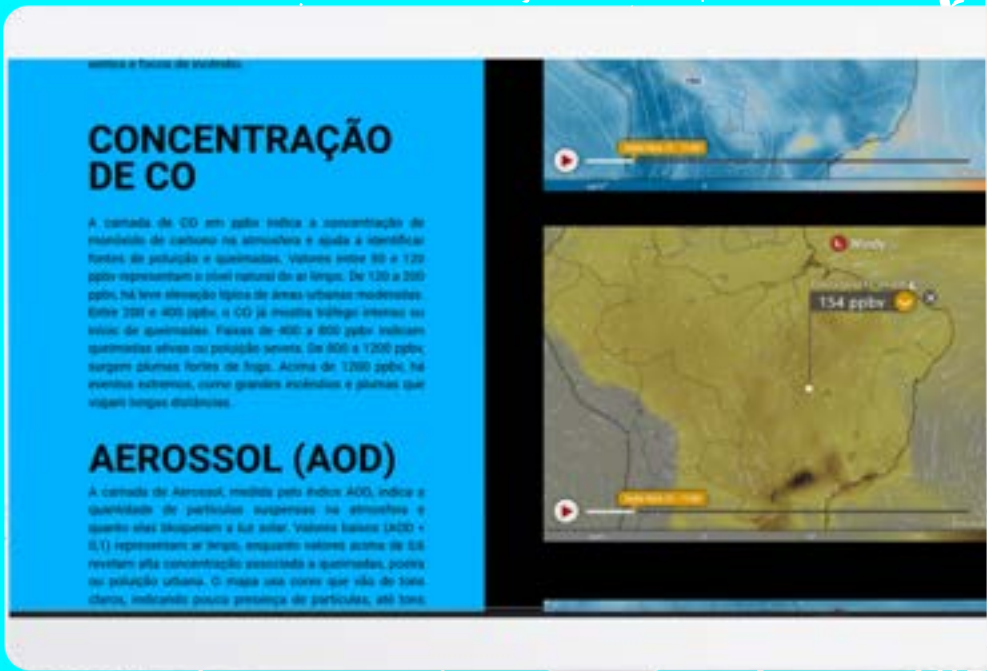 ventos e focos de incêndio.
CONCENTRAÇÃO
DE CO
A camada de CO em ppbv indica a concentração de
monóxido de carbono na atmosfera e ajuda a identificar
fontes de poluição e queimadas. Valores entre 50 e 120
ppbv representam o nível natural do ar limpo. De 120 a 200
ppbv, há leve elevação típica de áreas urbanas moderadas.
Entre 200 e 400 ppbv, o CO já mostra tráfego intenso ou
início de queimadas. Faixas de 400 a 800 ppbv indicam
queimadas ativas ou poluição severa. De 800 a 1200 ppbv,
surgem plumas fortes de fogo. Acima de 1200 ppbv, há
eventos extremos, como grandes incêndios e plumas que
viajam longas distâncias.
AEROSSOL (AOD)
A camada de Aerossol, medida pelo índice AOD, indica a
quantidade de partículas suspensas na atmosfera e
quanto elas bloqueiam a luz solar. Valores baixos (AOD <
0,1) representam ar limpo, enquanto valores acima de 0,6
revelam alta concentração associada a queimadas, poeira
ou poluição urbana. O mapa usa cores que vão de tons
claros, indicando pouca presença de partículas, até tons
Windy
154 ppbv